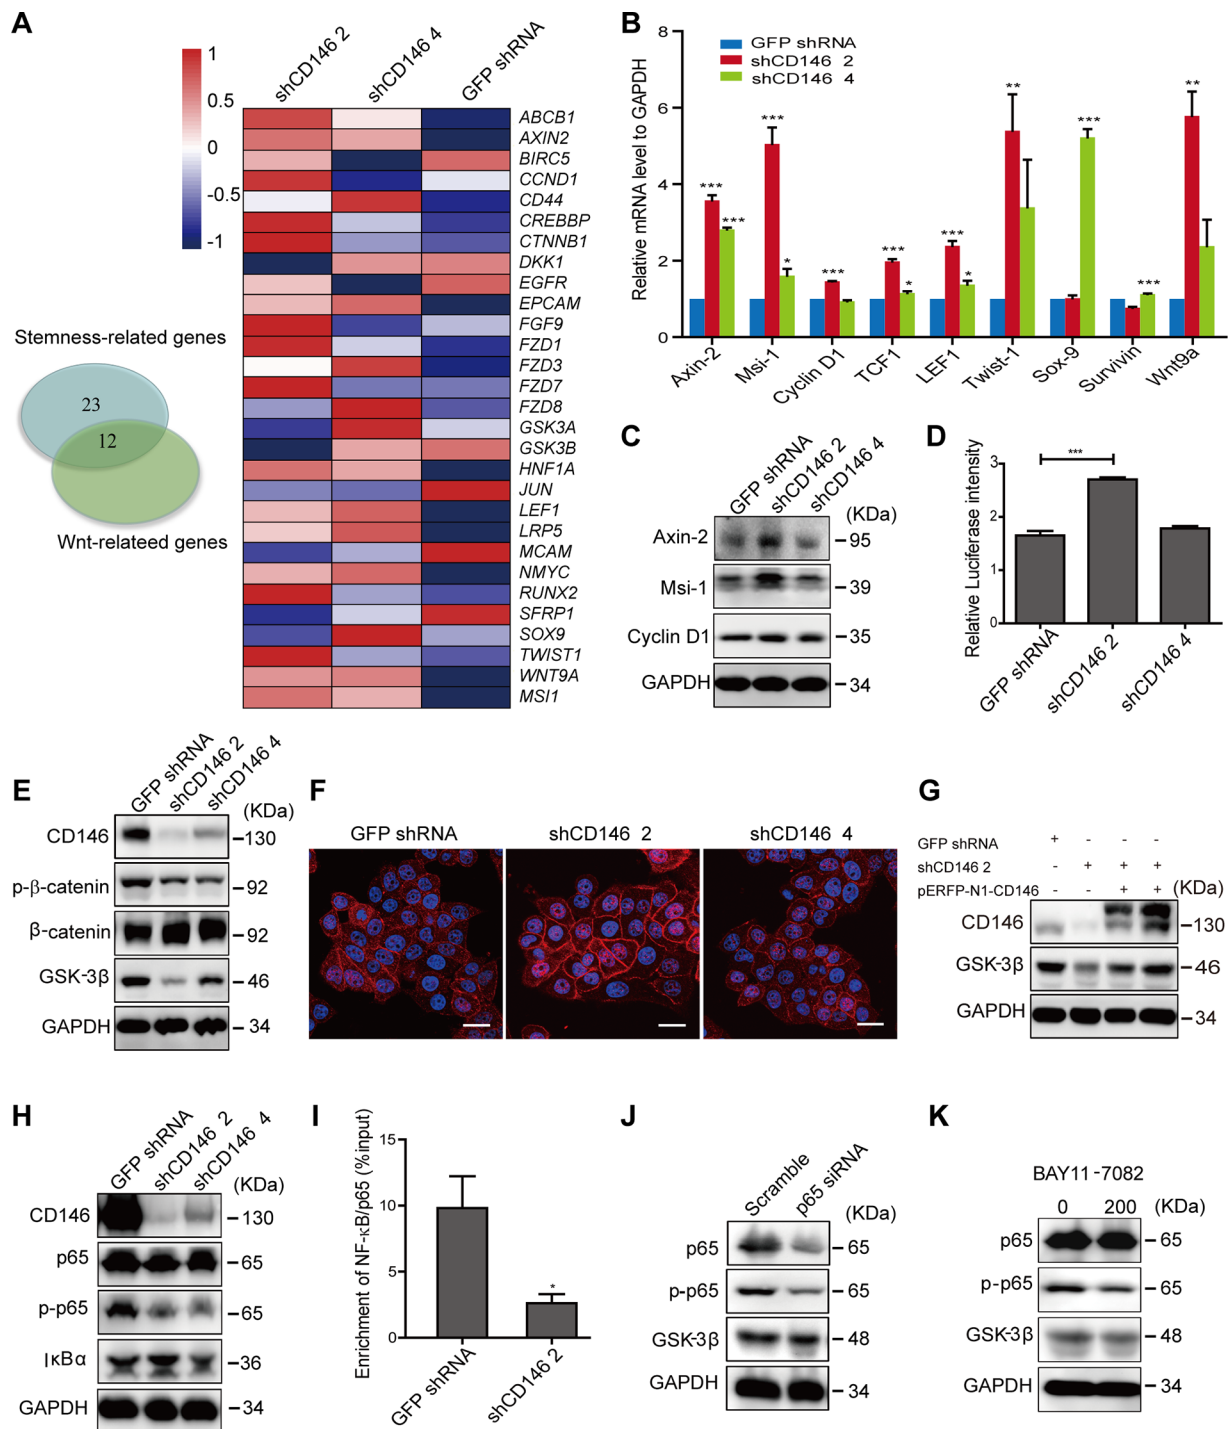 A
shCD146 2
shCD146 4
GFP shRNA
1
0.5
0
-0.5
-1
ABCB1
AXIN2
BIRC5
CCND1
CD44
CREBBP
CTNNB1
DKK1
EGFR
EPCAM
FGF9
FZD1
FZD3
FZD7
FZD8
GSK3A
GSK3B
HNF1A
JUN
LEF1
LRP5
MCAM
NMYC
RUNX2
SFRP1
SOX9
TWIST1
WNT9A
MSI1
Stemness-related genes
23
12
Wnt-relateed genes
B
GFP shRNA
shCD146 2
shCD146 4
Relative mRNA level to GAPDH
8
6
4
2
0
*** *** *** * *** *** * *** * ** *** *** **
Axin-2
Msi-1
Cyclin D1
TCF1
LEF1
Twist-1
Sox-9
Survivin
Wnt9a
C
GFP shRNA
shCD146 2
shCD146 4
(KDa)
Axin-2
95
Msi-1
39
Cyclin D1
35
GAPDH
34
D
Relative Luciferase intensity
3
2
1
0
***
GFP shRNA
shCD146 2
shCD146 4
E
GFP shRNA
shCD146 2
shCD146 4
(KDa)
CD146
130
p-β-catenin
92
β-catenin
92
GSK-3β
46
GAPDH
34
F
GFP shRNA
shCD146 2
shCD146 4
G
GFP shRNA + - - -
shCD146 2 - + + +
pERFP-N1-CD146 - - + + (KDa)
CD146
130
GSK-3β
46
GAPDH
34
H
GFP shRNA
shCD146 2
shCD146 4
(KDa)
CD146
130
p65
65
p-p65
65
IκBα
36
GAPDH
34
I
Enrichment of NF-κB/p65 (%input)
15
10
5
0
*
GFP shRNA
shCD146 2
J
Scramble
p65 siRNA
(KDa)
p65
65
p-p65
65
GSK-3β
48
GAPDH
34
K
BAY11-7082
0 200 (KDa)
p65
65
p-p65
65
GSK-3β
48
GAPDH
34